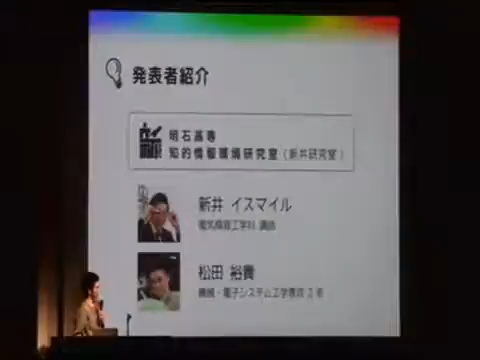 発表者紹介
明石高専
知的情報環境研究室（新井研究室）
新井 イスマイル
電気情報工学科 講師
松田 裕貴
機械・電子システム工学専攻 2 年